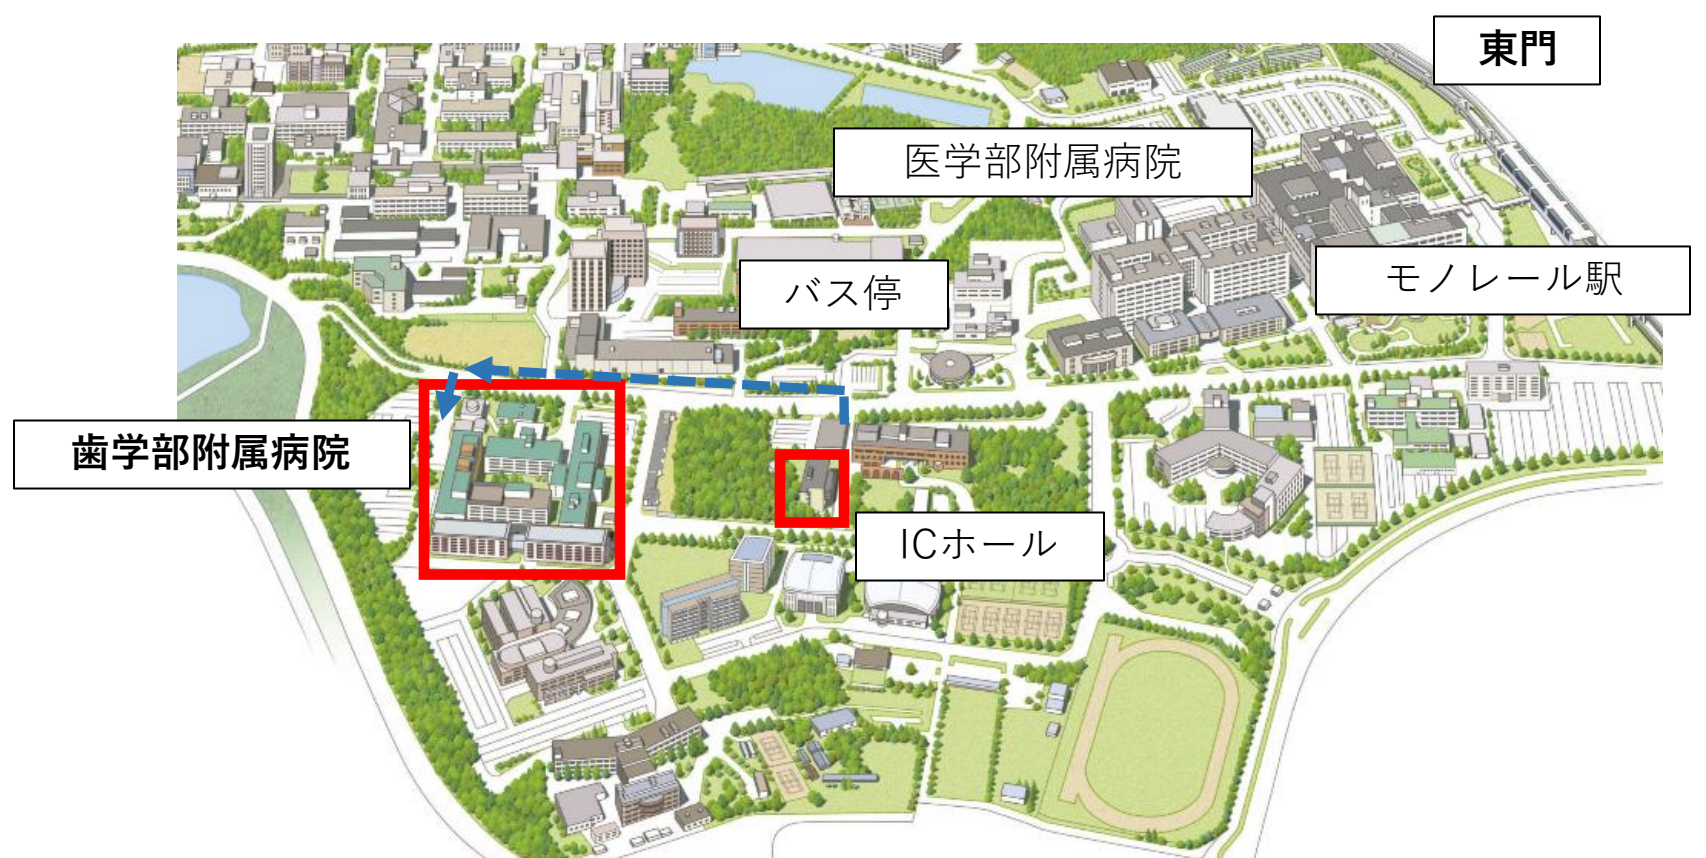 東門
医学部附属病院
モノレール駅
バス停
歯学部附属病院
ICホール